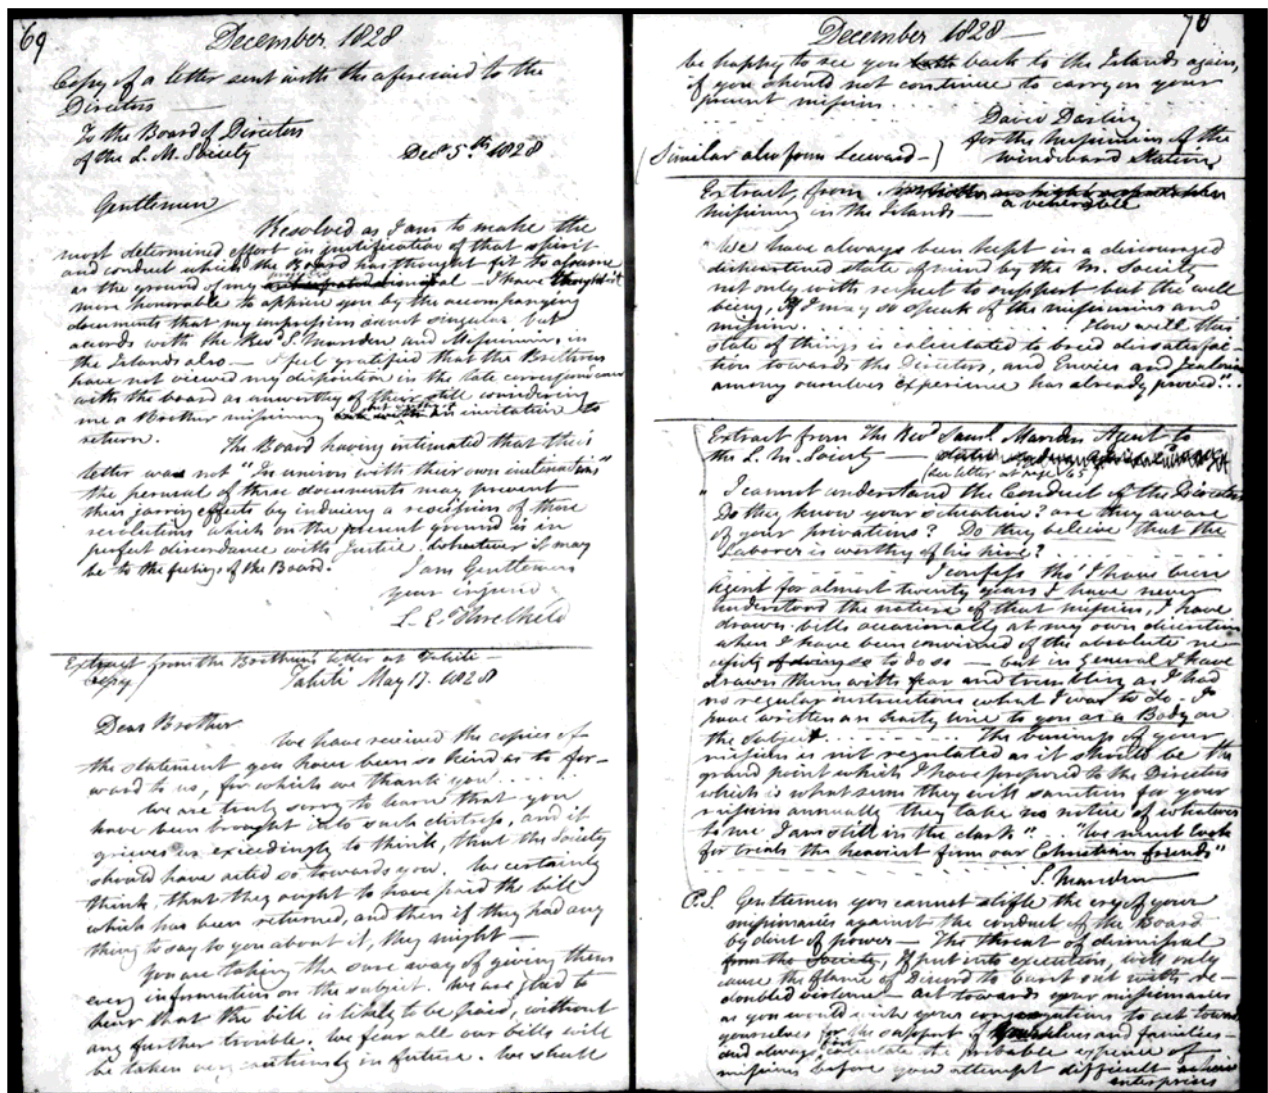 69
December 1828
Copy of a letter sent with the aforesaid to the
Directors
To the Board of Directors
of the L. M. Society
Decr 5.th 1828
Gentlemen
Resolved as I am to make the
most determined effort in justification of that spirit
and conduct which the Board has thought fit to assume
as the ground of my projected dismissal - I have thought it
more honorable to apprise you by the accompanying
documents that my impression is not singular but
accords with the Revd S. Marsden and Missionaries in
the Islands also - I feel gratified that the Brethren
have not viewed my disposition in the late correspondence
with the board as unworthy of their still considering
me a Brother missionary invitation to
return.
The Board having intimated that their
letter was not "In unison with their own inclinations"
the perusal of these documents may prevent
their jarring effects by inducing a rescission of those
resolutions which on the present ground is in
perfect discordance with Justice. Whatever it may
be to the feelings of the Board.
I am Gentlemen
your injured
L. E. Threlkeld
Extract from the Brethren's letter at Tahiti -
Copy
Tahiti May 17. 1828
Dear Brother
We have received the copies of
the statement you have been so kind as to for-
ward to us, for which we thank you.....
We are truly sorry to learn that you
have been brought into such distress, and it
grieves us exceedingly to think, that the Society
should have acted so towards you. We certainly
think, that they ought to have paid the bill
which has been returned, and then if they had any
thing to say to you about it, they might -
You are taking the sure way of giving them
every information on the subject. We are glad to
hear that the bill is likely to be paid, without
any further trouble. We fear all our bills will
be taken very cautiously in future. We shall
70
December 1828 -
be happy to see you back to the Islands again,
if you should not continue to carry on your
present mission.....
David Darling
for the missionaries of the
Windward Station
(Similar also from Leeward -)
Extract, from a venerable
Missionary in the Islands -
"We have always been kept in a discouraged
disheartened state of mind by the M. Society
not only with respect to support but the well
being, If I may so speak of the missionaries and
mission.......... How well this
state of things is calculated to breed dissatisfac-
tion towards the Directors, and Envies and Jealousies
among ourselves Experience has already proved"..
Extract from The Revd Saml. Marsden Agent to
the L. M. Society -
(see letter at page 65)
"I cannot understand the Conduct of the Directors
Do they know your situation? are they aware
of your privations? Do they beleive that the
Laborer is worthy of his hire?.....
I confess tho' I have been
Agent for almost twenty years I have never
understood the nature of that mission, I have
drawn bills occasionally at my own discretion
when I have been convinced of the absolute ne-
cessity of doing so to do so - but in general I have
drawn them with fear and trembling as I had
no regular instructions what I was to do. I
have written an hasty line to you as a Body on
the Subject........ The business of your
mission is not regulated as it should be the
grand point which I have proposed to the Directors
which is what sum they will sanction for your
mission annually they take no notice of whatever
to me I am still in the dark"... "We must look
for trials the heaviest from our Christian friends"
S. Marsden
P.S. Gentlemen you cannot stifle the cry of your
missionaries against the conduct of the Board
by dint of power - The threat of dismissal
from the Society, If put into execution, will only
cause the flame of Discord to burst out with re-
doubled violence - act towards your missionaries
as you would wish your congregations to act towards
yourselves for the support of and families
and always calculate the probable expence of
missions before you attempt difficult
enterprises